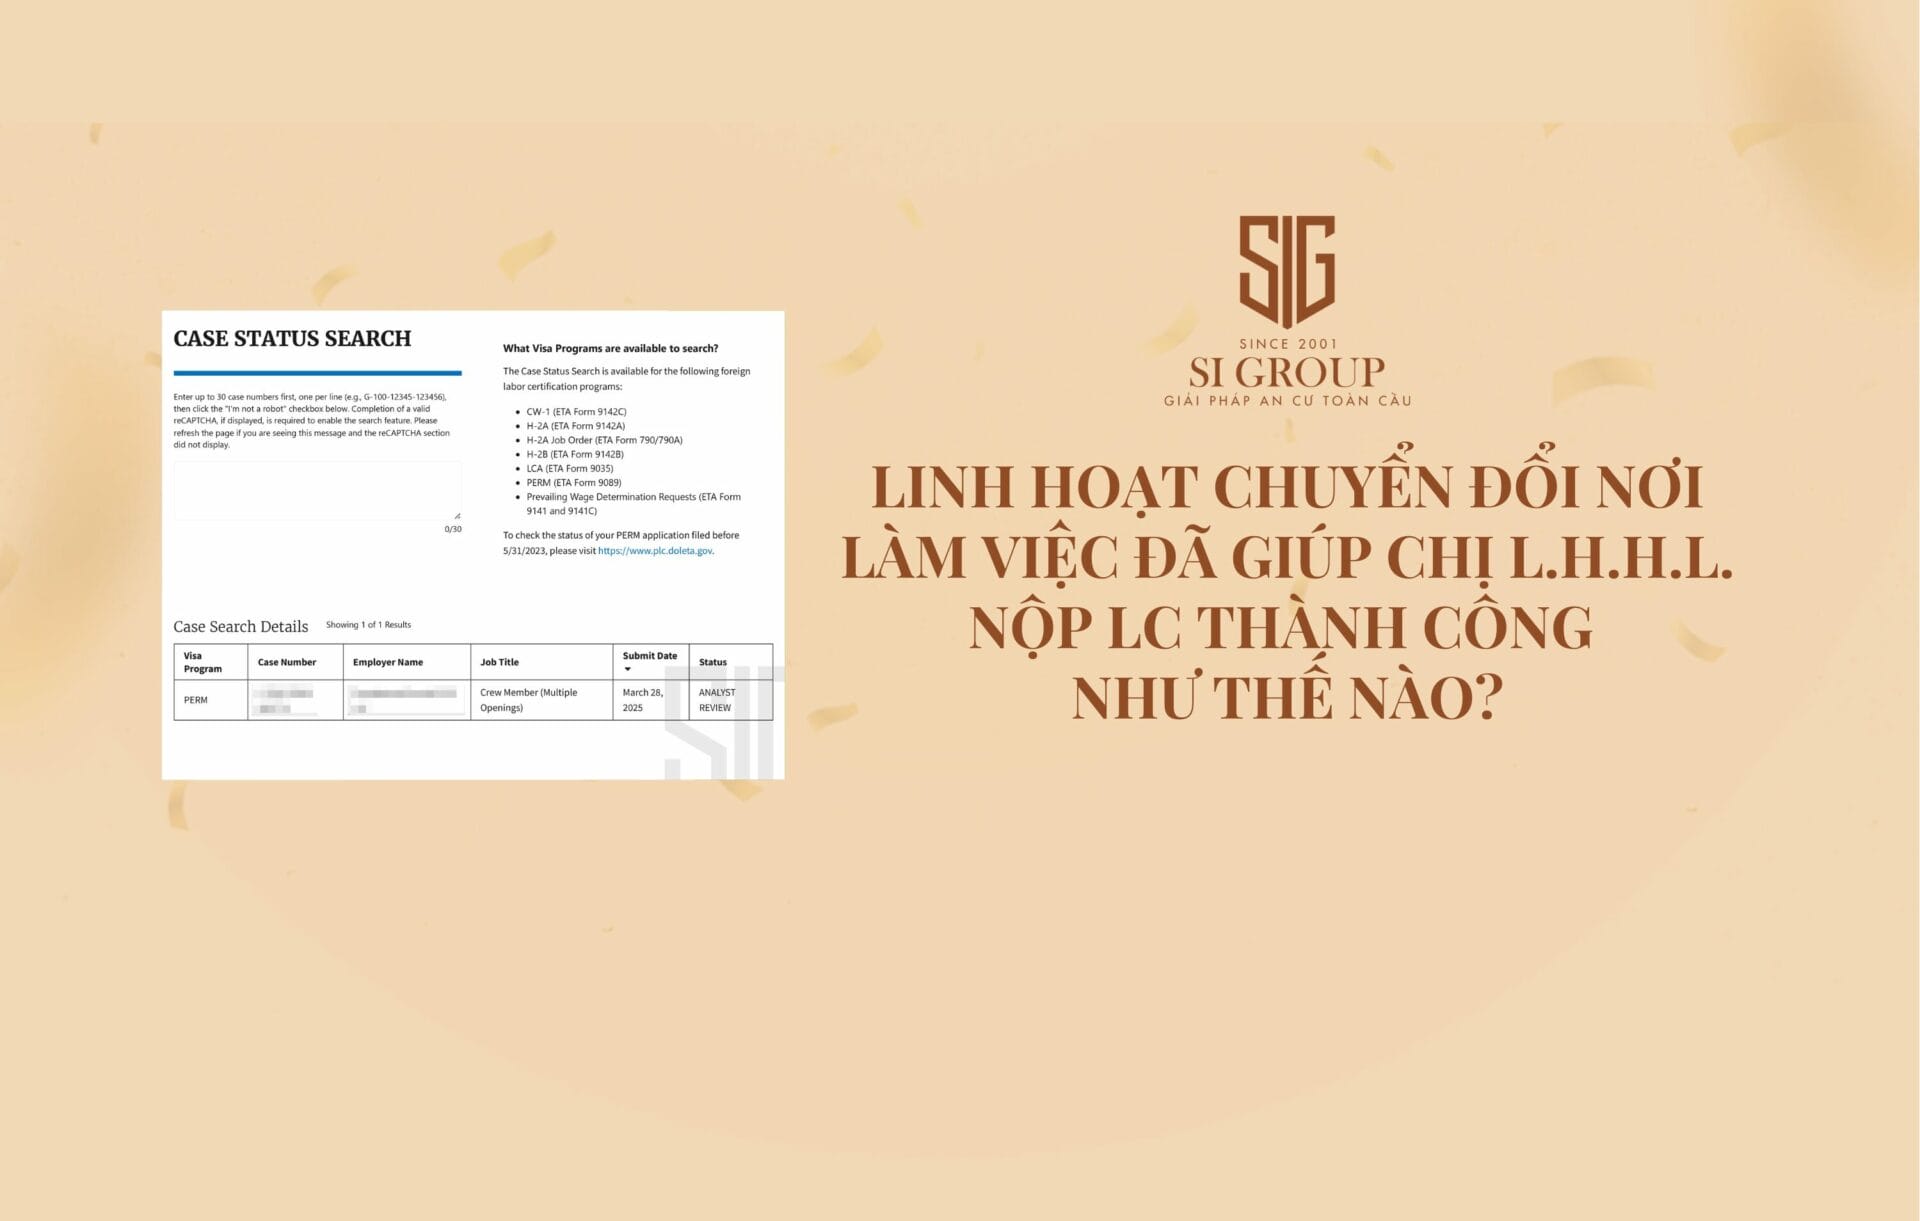 CASE STATUS SEARCH
Enter up to 30 case numbers first, one per line (e.g., G-100-12345-123456),
then click the "I'm not a robot" checkbox below. Completion of a valid
reCAPTCHA, if displayed, is required to enable the search feature. Please
refresh the page if you are seeing this message and the reCAPTCHA section
did not display.
0/30
What Visa Programs are available to search?
The Case Status Search is available for the following foreign
labor certification programs:
• CW-1 (ETA Form 9142C)
• H-2A (ETA Form 9142A)
• H-2A Job Order (ETA Form 790/790A)
• H-2B (ETA Form 9142B)
• LCA (ETA Form 9035)
• PERM (ETA Form 9089)
• Prevailing Wage Determination Requests (ETA Form
9141 and 9141C)
To check the status of your PERM application filed before
5/31/2023, please visit https://www.plc.doleta.gov.
Case Search Details Showing 1 of 1 Results
Visa Program Case Number Employer Name Job Title Submit Date Status
PERM Crew Member (Multiple Openings) March 28, 2025 ANALYST REVIEW
SIG
SIG
SINCE 2001
SI GROUP
GIẢI PHÁP AN CƯ TOÀN CẦU
LINH HOẠT CHUYỂN ĐỔI NƠI
LÀM VIỆC ĐÃ GIÚP CHỊ L.H.H.L.
NỘP LC THÀNH CÔNG
NHƯ THẾ NÀO?